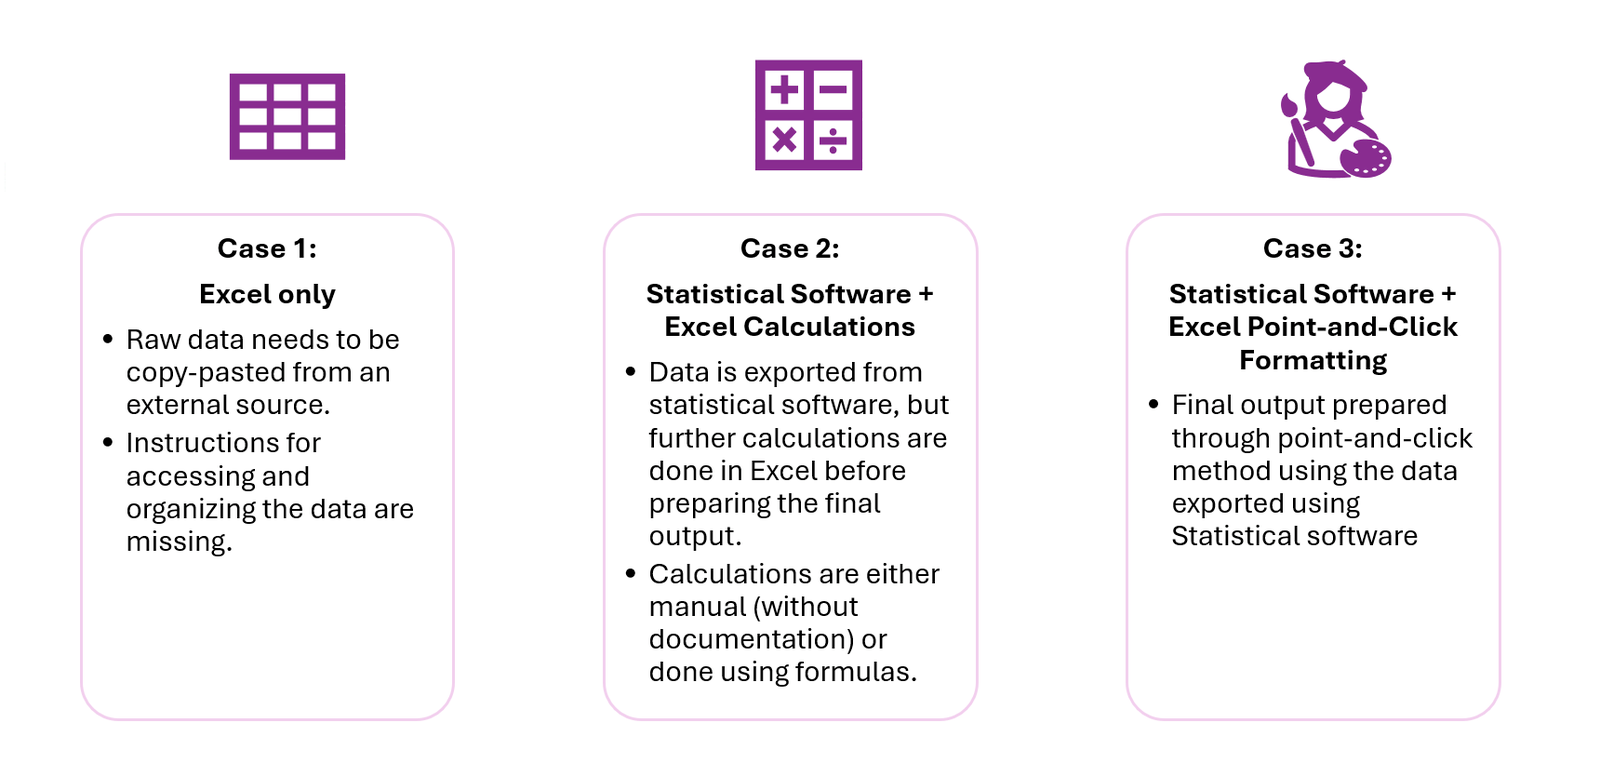 Case 1:
Excel only
• Raw data needs to be
copy-pasted from an
external source.
• Instructions for
accessing and
organizing the data are
missing.
Case 2:
Statistical Software +
Excel Calculations
• Data is exported from
statistical software, but
further calculations are
done in Excel before
preparing the final
output.
• Calculations are either
manual (without
documentation) or
done using formulas.
Case 3:
Statistical Software +
Excel Point-and-Click
Formatting
• Final output prepared
through point-and-click
method using the data
exported using
Statistical software